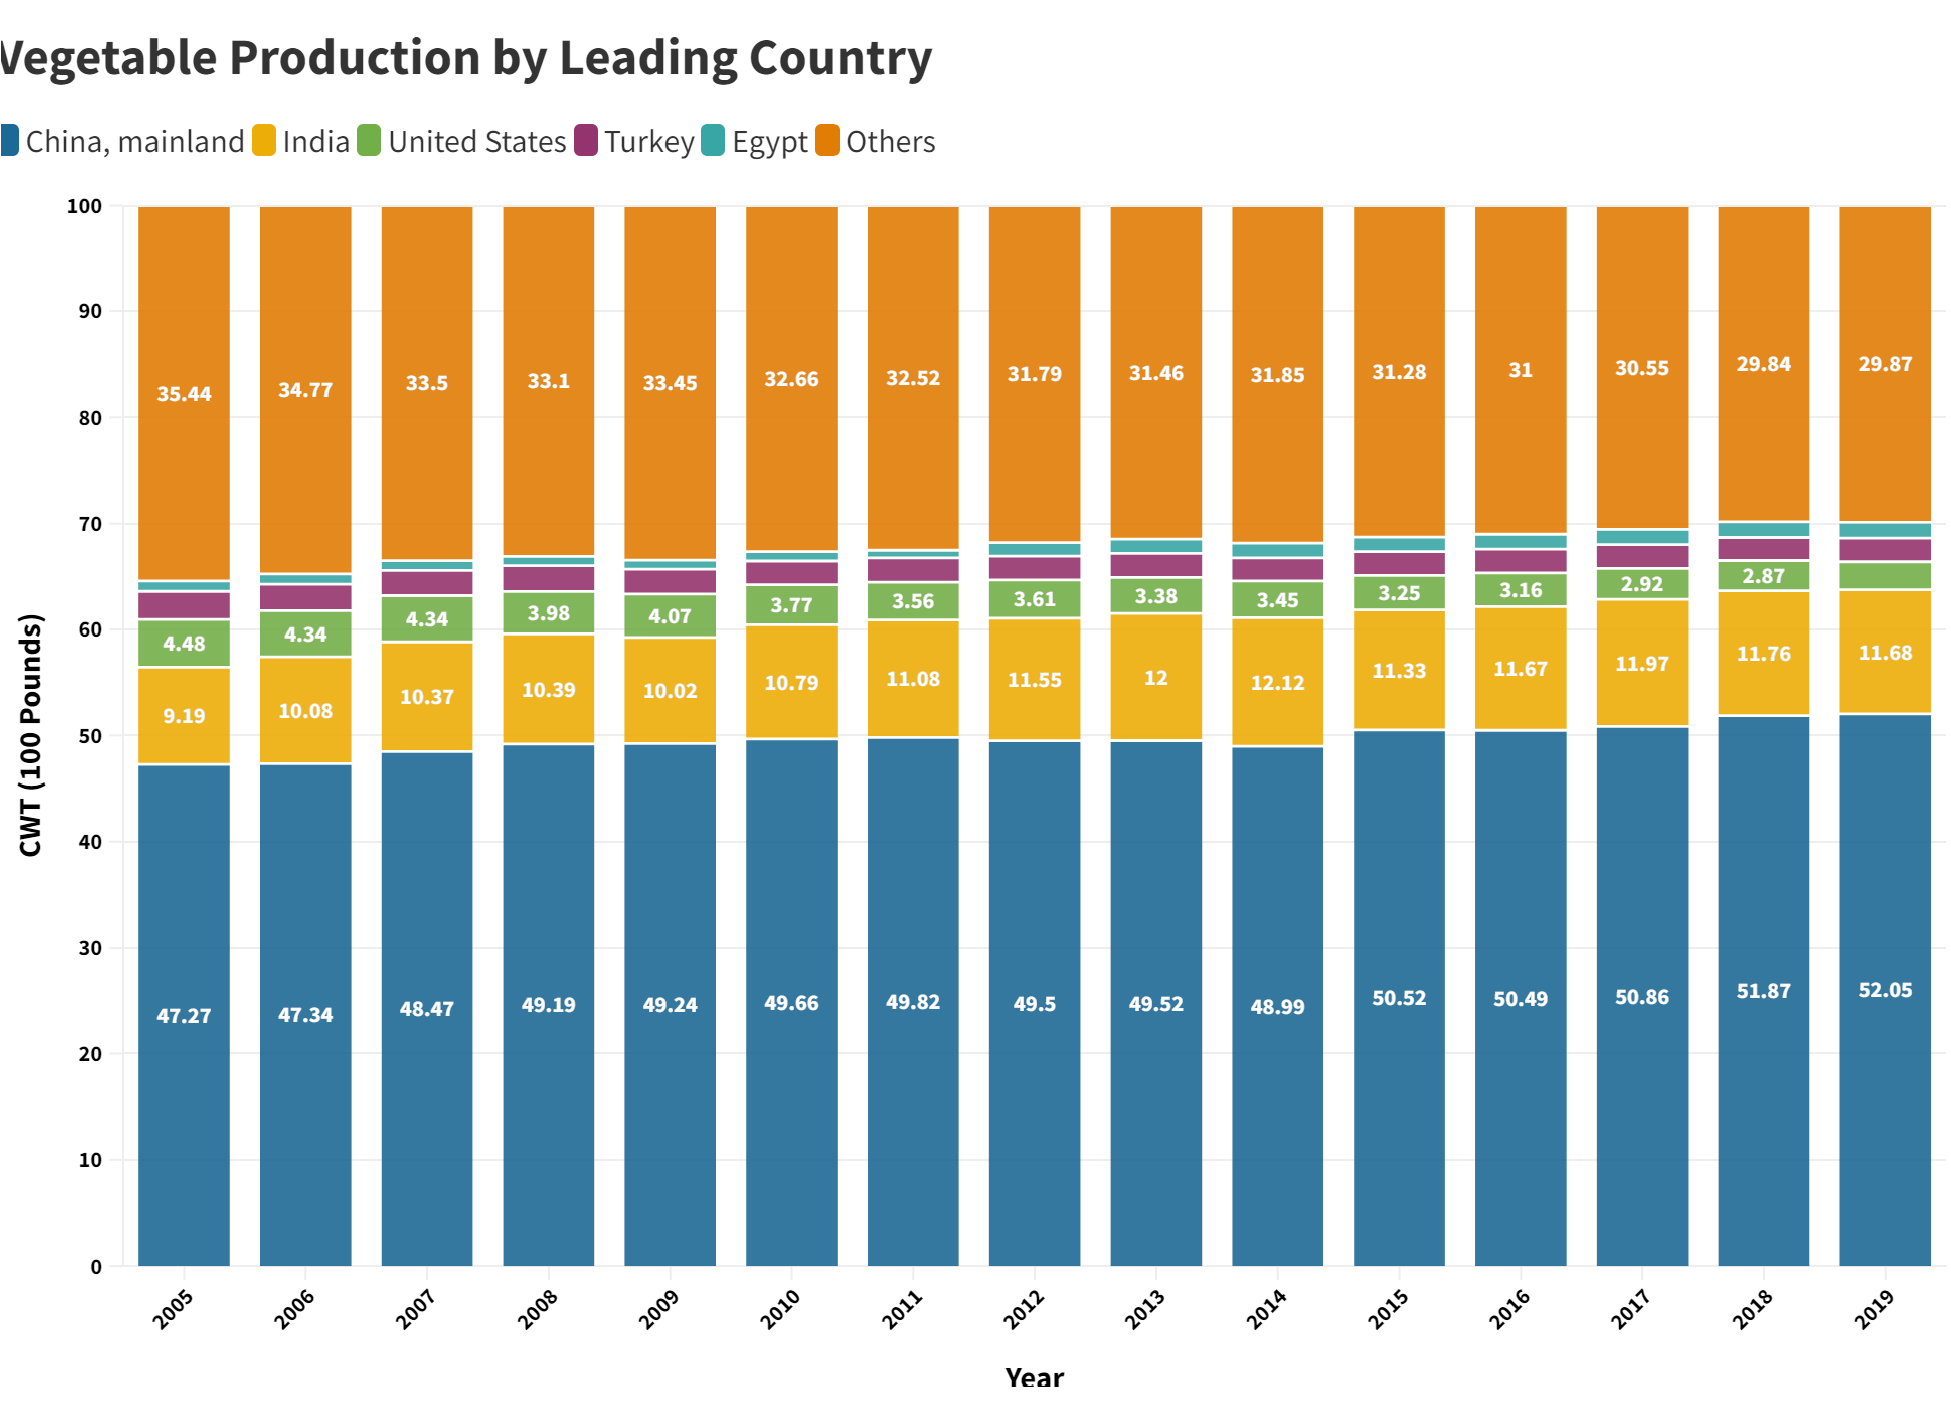 Vegetable Production by Leading Country
China, mainland India United States Turkey Egypt Others
CWT (100 Pounds)
100
90
80
70
60
50
40
30
20
10
0
35.44 34.77 33.5 33.1 33.45 32.66 32.52 31.79 31.46 31.85 31.28 31 30.55 29.84 29.87
4.48 4.34 4.34 3.98 4.07 3.77 3.56 3.61 3.38 3.45 3.25 3.16 2.92 2.87
9.19 10.08 10.37 10.39 10.02 10.79 11.08 11.55 12 12.12 11.33 11.67 11.97 11.76 11.68
47.27 47.34 48.47 49.19 49.24 49.66 49.82 49.5 49.52 48.99 50.52 50.49 50.86 51.87 52.05
2005 2006 2007 2008 2009 2010 2011 2012 2013 2014 2015 2016 2017 2018 2019
Year